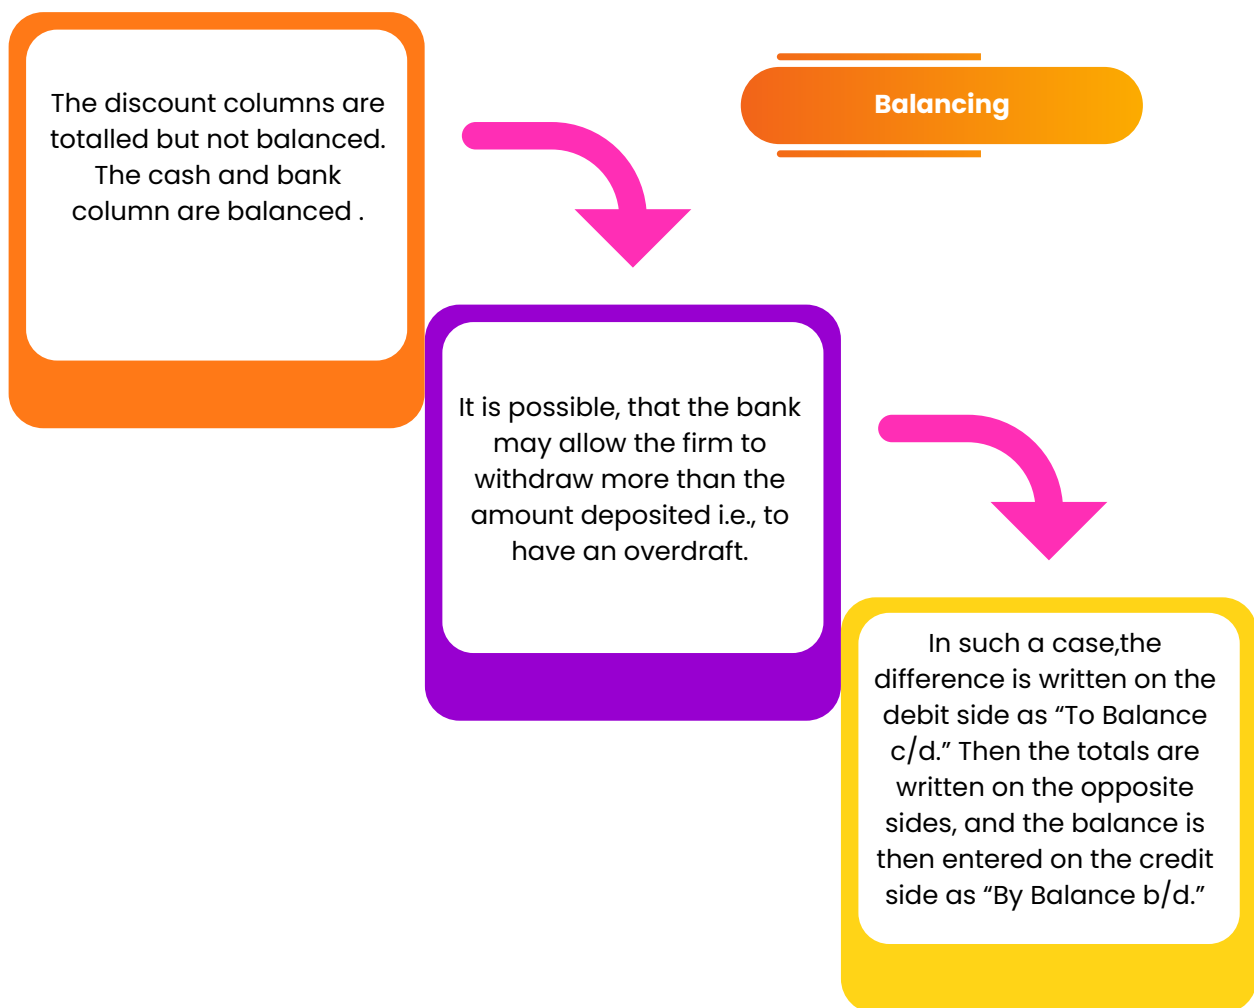 Balancing
The discount columns are
totalled but not balanced.
The cash and bank
column are balanced .
It is possible, that the bank
may allow the firm to
withdraw more than the
amount deposited i.e., to
have an overdraft.
In such a case,the
difference is written on the
debit side as “To Balance
c/d.” Then the totals are
written on the opposite
sides, and the balance is
then entered on the credit
side as “By Balance b/d.”